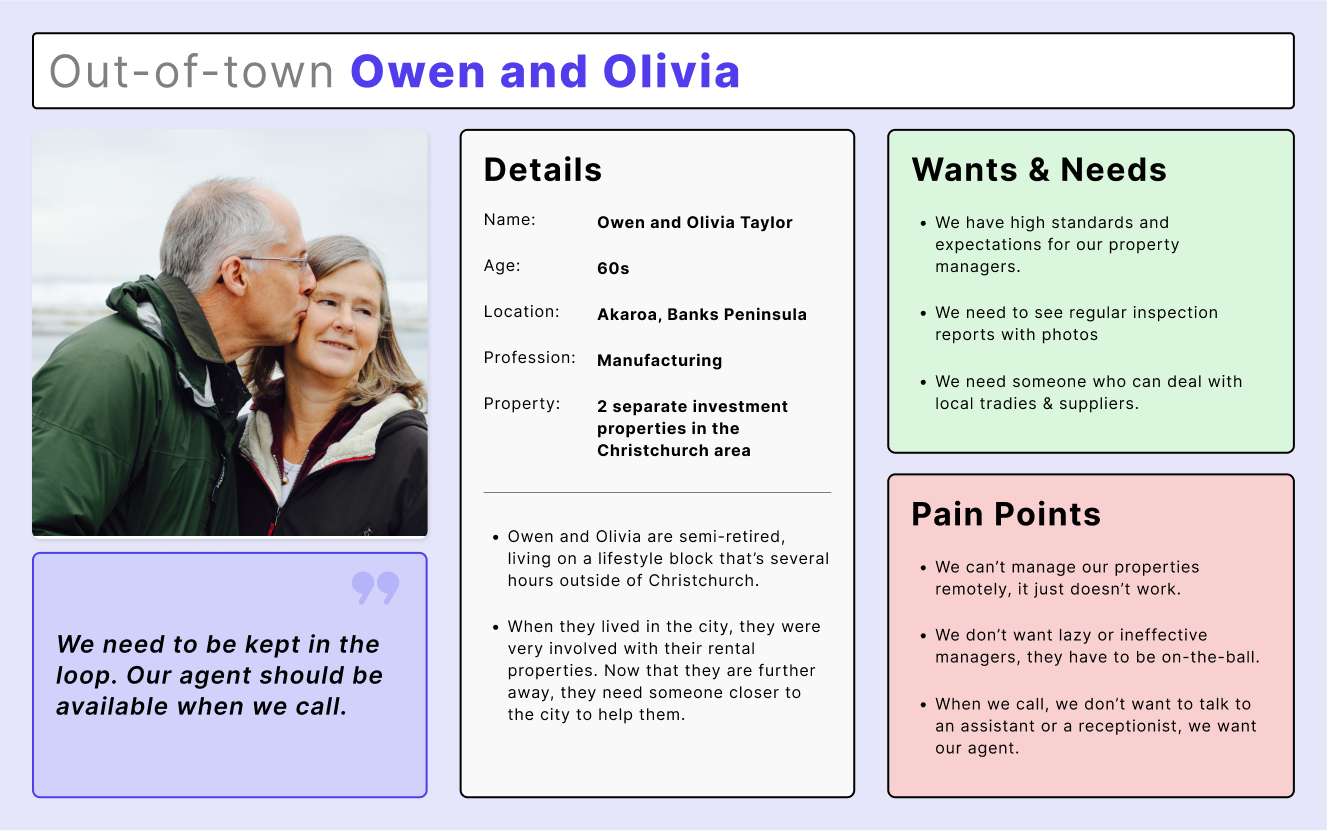 Out-of-town Owen and Olivia
We need to be kept in the
loop. Our agent should be
available when we call.
Details
Name: Owen and Olivia Taylor
Age: 60s
Location: Akaroa, Banks Peninsula
Profession: Manufacturing
Property: 2 separate investment
properties in the
Christchurch area
• Owen and Olivia are semi-retired,
living on a lifestyle block that’s several
hours outside of Christchurch.
• When they lived in the city, they were
very involved with their rental
properties. Now that they are further
away, they need someone closer to
the city to help them.
Wants & Needs
• We have high standards and
expectations for our property
managers.
• We need to see regular inspection
reports with photos
• We need someone who can deal with
local tradies & suppliers.
Pain Points
• We can’t manage our properties
remotely, it just doesn’t work.
• We don’t want lazy or ineffective
managers, they have to be on-the-ball.
• When we call, we don’t want to talk to
an assistant or a receptionist, we want
our agent.